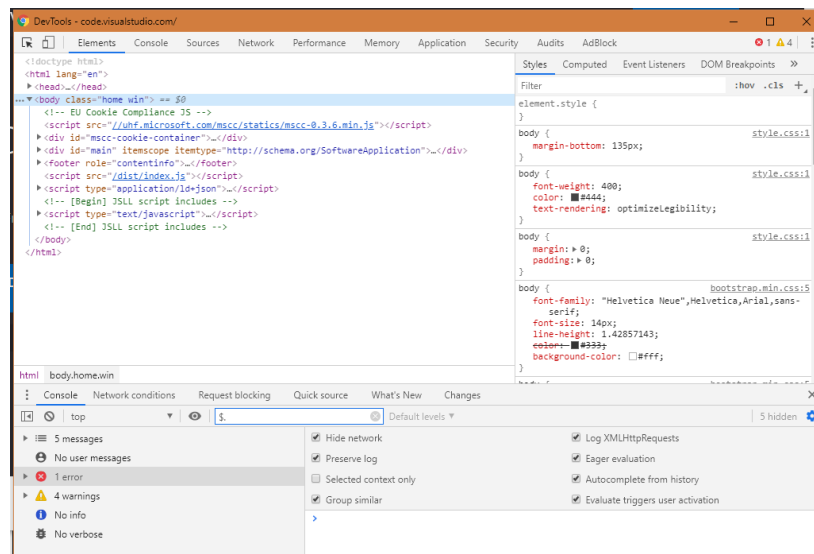 DevTools - code.visualstudio.com/
Elements Console Sources Network Performance Memory Application Security Audits AdBlock 1 4
<!doctype html>
<html lang="en">
<head>…</head>
<body class="home win"> == $0
<!-- EU Cookie Compliance JS -->
<script src="//uhf.microsoft.com/mscc/statics/mscc-0.3.6.min.js"></script>
<div id="mscc-cookie-container">…</div>
<div id="main" itemscope itemtype="http://schema.org/SoftwareApplication">…</div>
<footer role="contentinfo">…</footer>
<script src="/dist/index.js"></script>
<script type="application/ld+json">…</script>
<!-- [Begin] JSLL script includes -->
<script type="text/javascript">…</script>
<!-- [End] JSLL script includes -->
</body>
</html>
html body.home.win
Styles Computed Event Listeners DOM Breakpoints »
Filter :hov .cls +
element.style {
}
body { style.css:1
margin-bottom: 135px;
}
body { style.css:1
font-weight: 400;
color: #444;
text-rendering: optimizeLegibility;
}
body { style.css:1
margin: 0;
padding: 0;
}
body { bootstrap.min.css:5
font-family: "Helvetica Neue",Helvetica,Arial,sans-
serif;
font-size: 14px;
line-height: 1.42857143;
color: #333;
background-color: #fff;
}
Console Network conditions Request blocking Quick source What's New Changes
top $. Default levels 5 hidden
5 messages
No user messages
1 error
4 warnings
No info
No verbose
Hide network
Preserve log
Selected context only
Group similar
Log XMLHttpRequests
Eager evaluation
Autocomplete from history
Evaluate triggers user activation
>